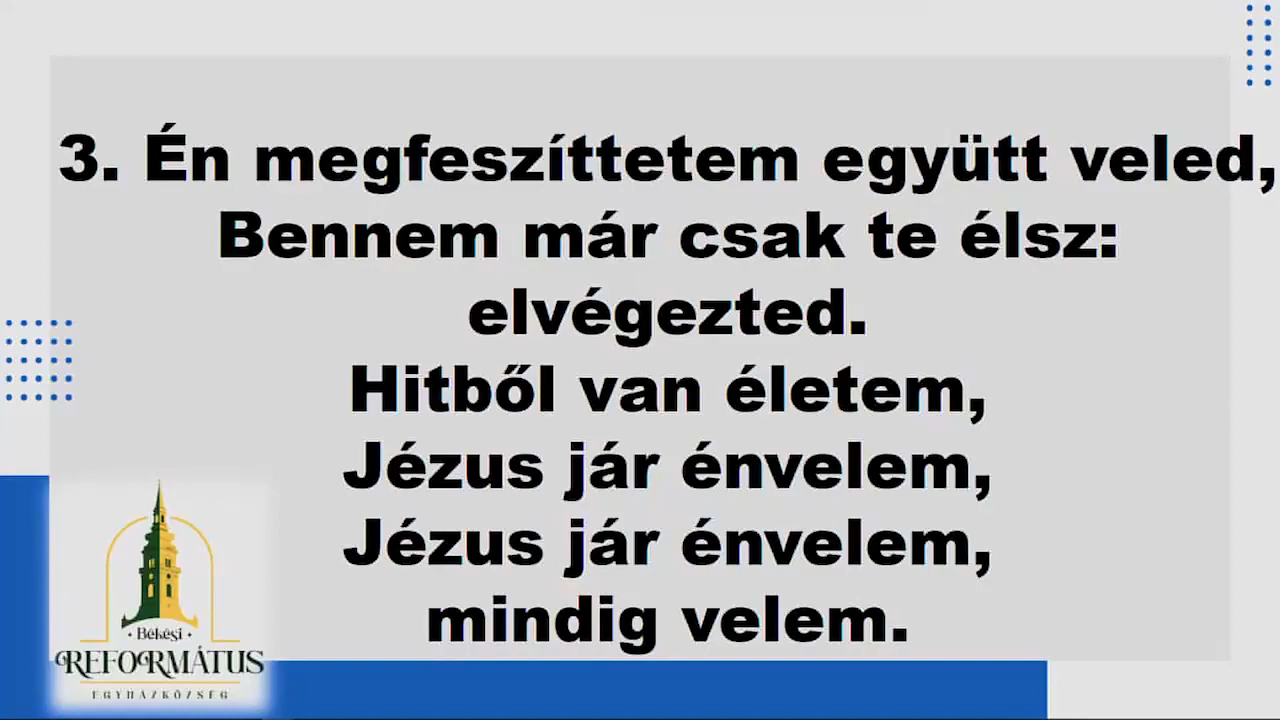 3. Én megfeszíttetem együtt veled,
Bennem már csak te élsz:
elvégezted.
Hitből van életem,
Jézus jár énvelem,
Jézus jár énvelem,
mindig velem.
• Békési •
REFORMÁTUS
EGYHÁZKÖZSÉG